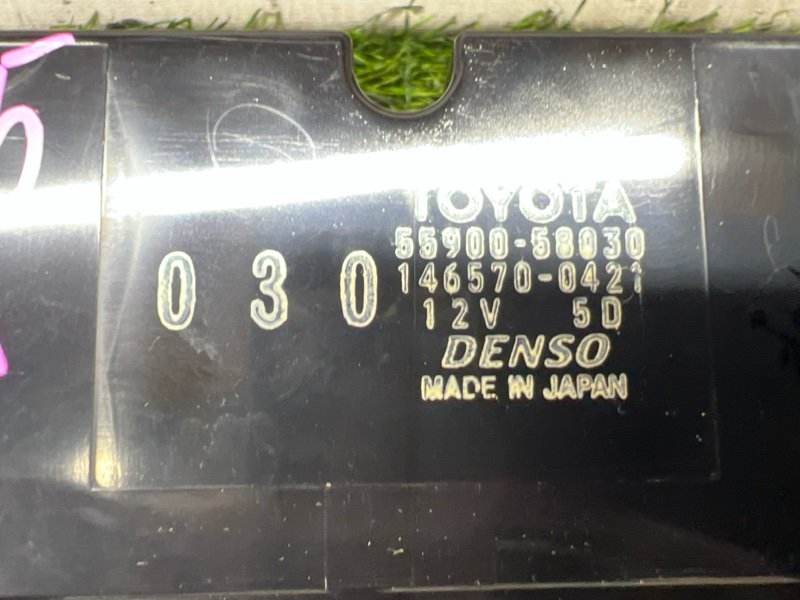 TOYOTA
55900-58030
146570-0421
030
12V 5D
DENSO
MADE IN JAPAN